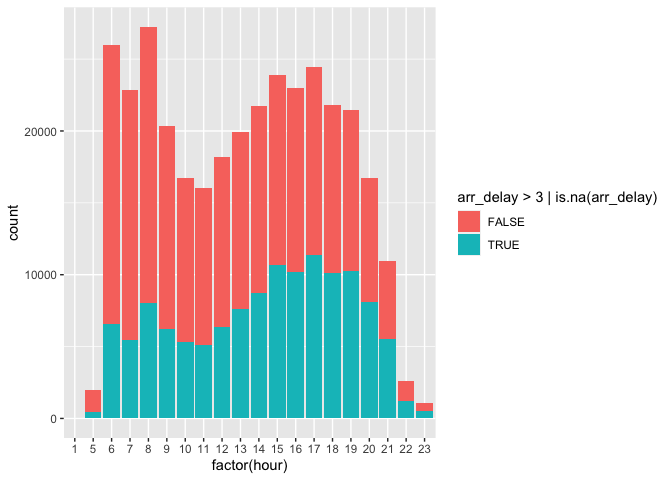 count
20000
10000
0
1 5 6 7 8 9 10 11 12 13 14 15 16 17 18 19 20 21 22 23
factor(hour)
arr_delay > 3 | is.na(arr_delay)
FALSE
TRUE